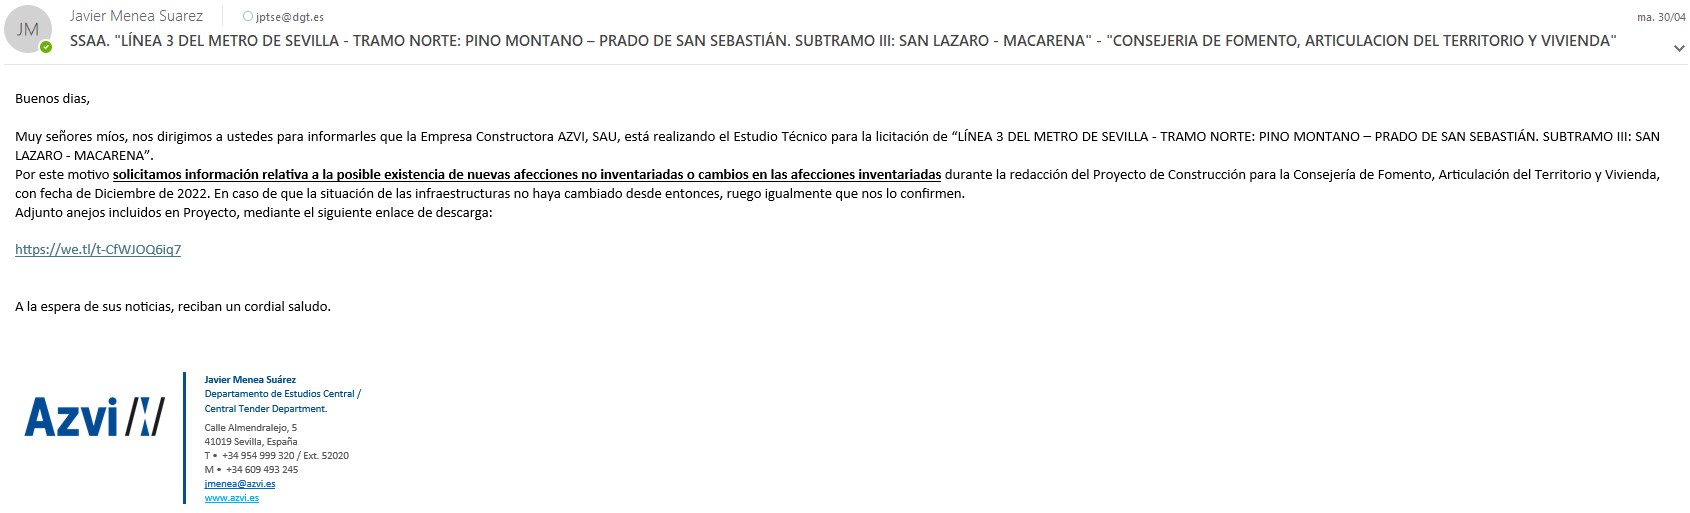 JM
Javier Menea Suarez jptse@dgt.es ma. 30/04
SSAA. "LÍNEA 3 DEL METRO DE SEVILLA - TRAMO NORTE: PINO MONTANO – PRADO DE SAN SEBASTIÁN. SUBTRAMO III: SAN LAZARO - MACARENA" - "CONSEJERIA DE FOMENTO, ARTICULACION DEL TERRITORIO Y VIVIENDA"
Buenos dias,
Muy señores míos, nos dirigimos a ustedes para informarles que la Empresa Constructora AZVI, SAU, está realizando el Estudio Técnico para la licitación de “LÍNEA 3 DEL METRO DE SEVILLA - TRAMO NORTE: PINO MONTANO – PRADO DE SAN SEBASTIÁN. SUBTRAMO III: SAN
LAZARO - MACARENA”.
Por este motivo solicitamos información relativa a la posible existencia de nuevas afecciones no inventariadas o cambios en las afecciones inventariadas durante la redacción del Proyecto de Construcción para la Consejería de Fomento, Articulación del Territorio y Vivienda,
con fecha de Diciembre de 2022. En caso de que la situación de las infraestructuras no haya cambiado desde entonces, ruego igualmente que nos lo confirmen.
Adjunto anejos incluidos en Proyecto, mediante el siguiente enlace de descarga:
https://we.tl/t-CfWJOQ6iq7
A la espera de sus noticias, reciban un cordial saludo.
Azvi
Javier Menea Suárez
Departamento de Estudios Central /
Central Tender Department.
Calle Almendralejo, 5
41019 Sevilla, España
T • +34 954 999 320 / Ext. 52020
M • +34 609 493 245
jmenea@azvi.es
www.azvi.es